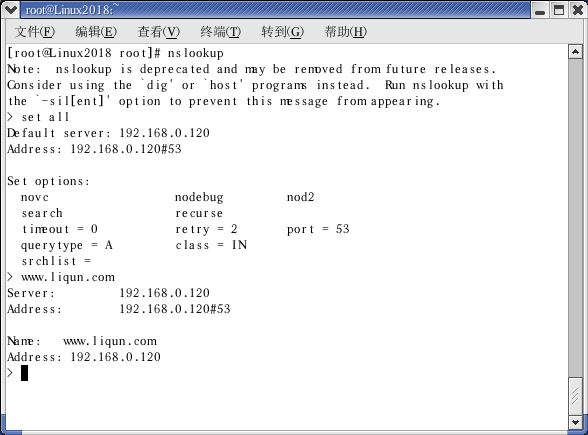 root@Linux2018:~
文件(F) 编辑(E) 查看(V) 终端(T) 转到(G) 帮助(H)
[root@Linux2018 root]# nslookup
Note:  nslookup is deprecated and may be removed from future releases.
Consider using the `dig' or `host' programs instead.  Run nslookup with
the `-sil[ent]' option to prevent this message from appearing.
> set all
Default server: 192.168.0.120
Address: 192.168.0.120#53
Set options:
  novc                  nodebug         nod2
  search                recurse
  timeout = 0           retry = 2       port = 53
  querytype = A         class = IN
  srchlist =
> www.liqun.com
Server:         192.168.0.120
Address:        192.168.0.120#53
Name:   www.liqun.com
Address: 192.168.0.120
>